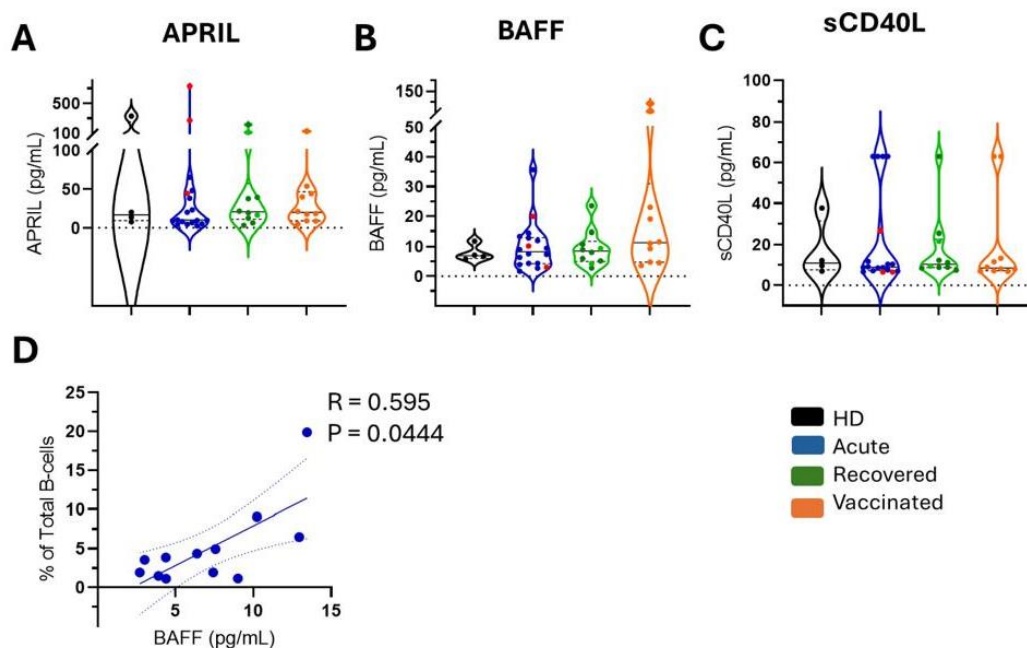 A
APRIL
APRIL (pg/mL)
500
100
100
50
0
B
BAFF
BAFF (pg/mL)
150
50
40
30
20
10
0
C
sCD40L
sCD40L (pg/mL)
100
80
60
40
20
0
D
R = 0.595
P = 0.0444
% of Total B-cells
25
20
15
10
5
0
5 10 15
BAFF (pg/mL)
HD
Acute
Recovered
Vaccinated